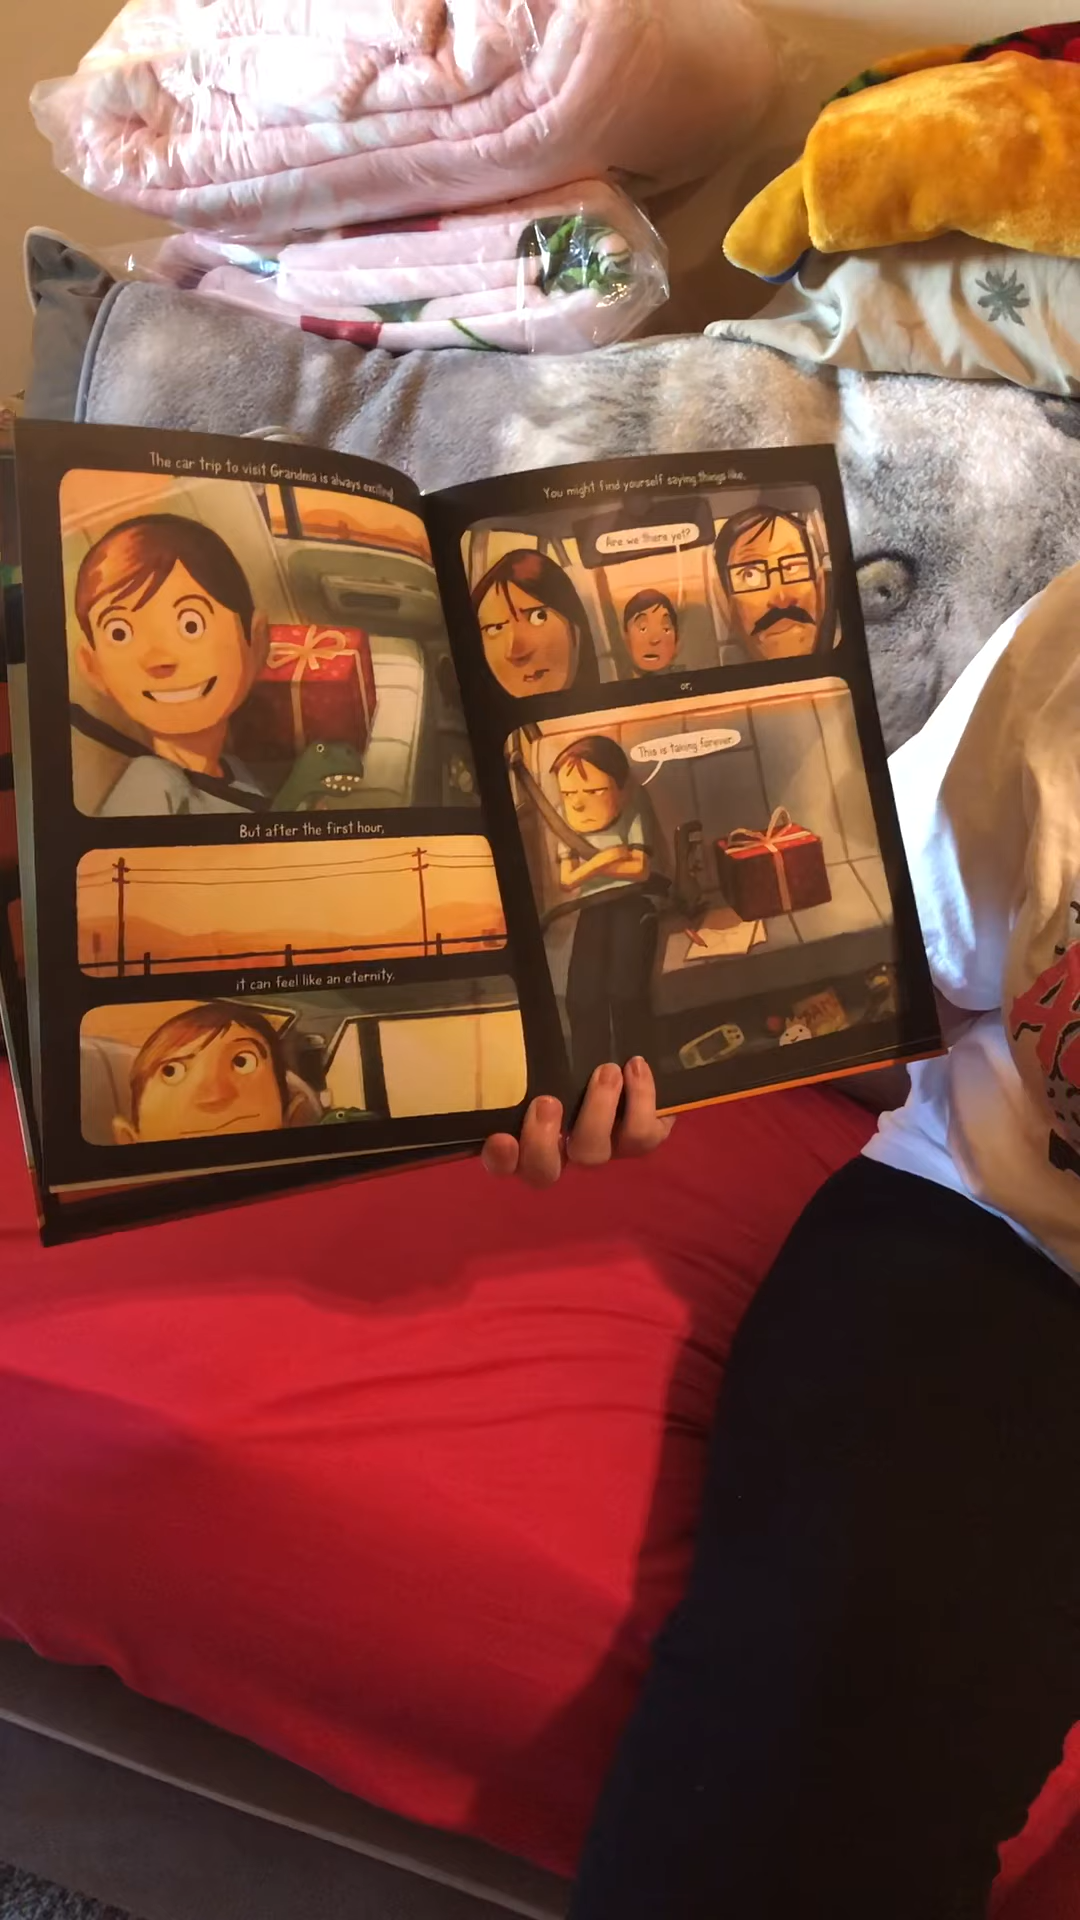 The car trip to visit Grandma is always exciting!
But after the first hour,
it can feel like an eternity.
You might find yourself saying things like,
Are we there yet?
or,
This is taking forever.